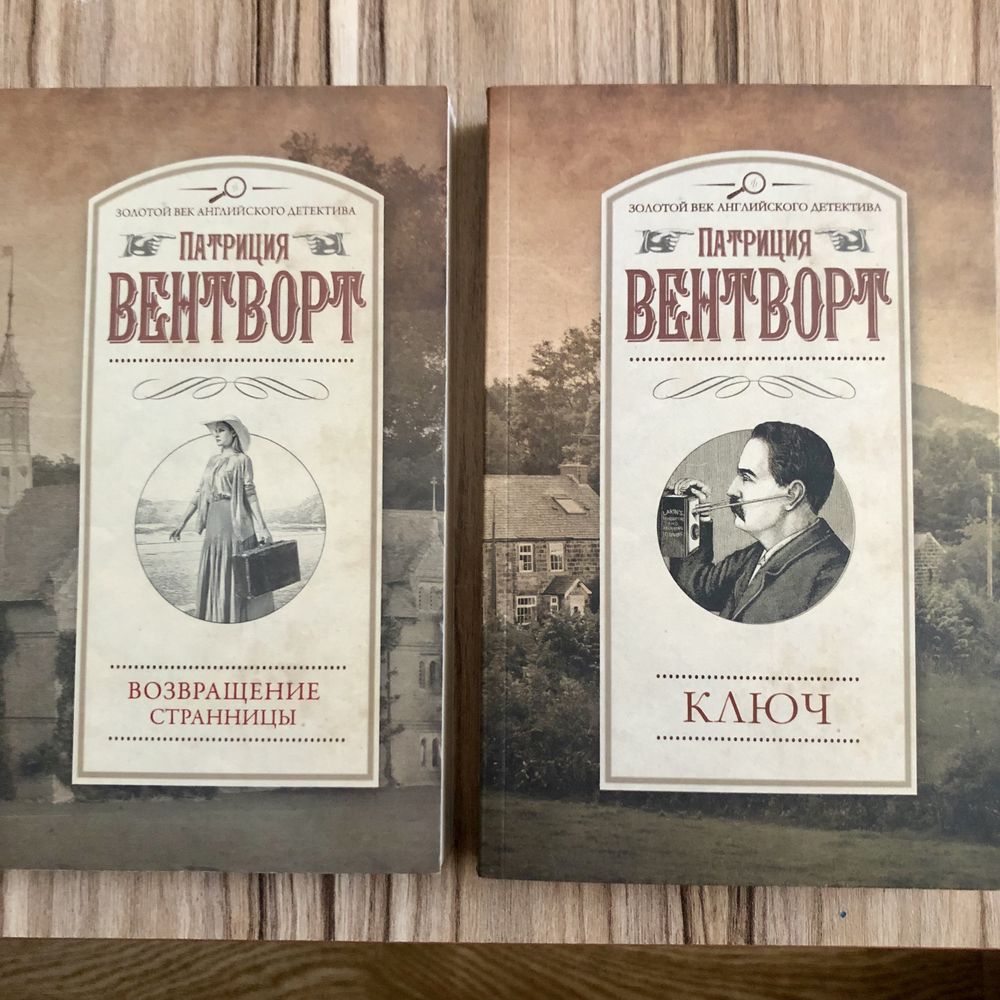 ЗОЛОТОЙ ВЕК АНГЛИЙСКОГО ДЕТЕКТИВА
ПАТРИЦИЯ
ВЕНТВОРТ
ВОЗВРАЩЕНИЕ
СТРАННИЦЫ
ЗОЛОТОЙ ВЕК АНГЛИЙСКОГО ДЕТЕКТИВА
ПАТРИЦИЯ
ВЕНТВОРТ
КЛЮЧ